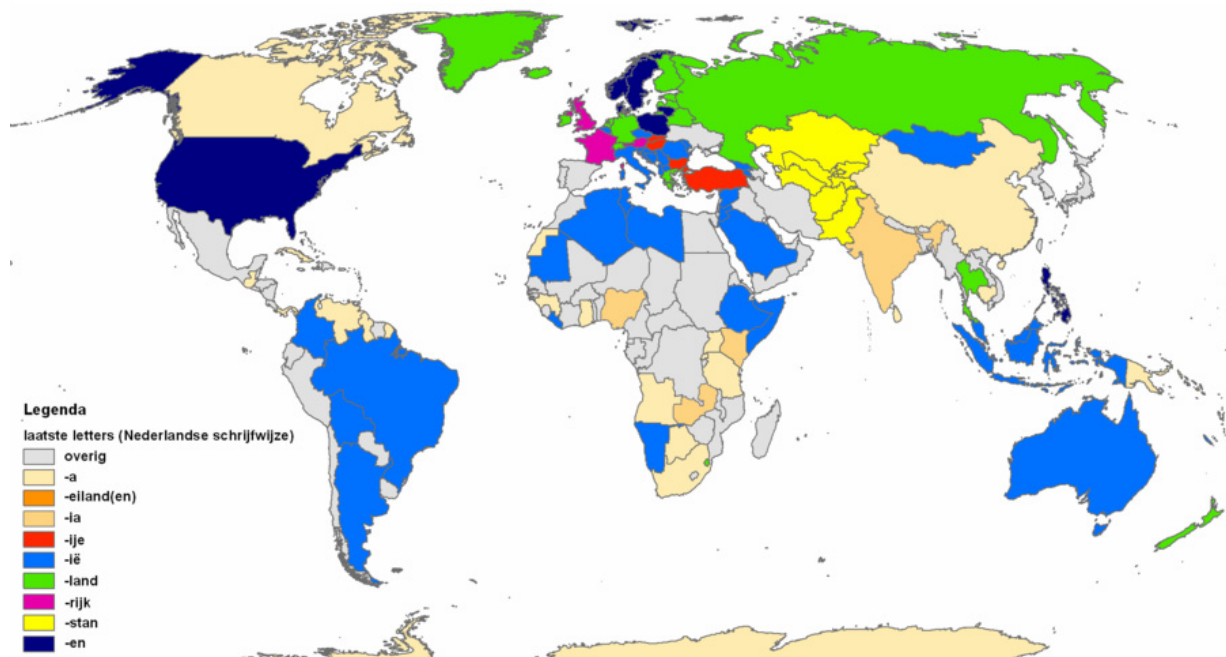 Legenda
laatste letters (Nederlandse schrijfwijze)
overig
-a
-eiland(en)
-ia
-ije
-ië
-land
-rijk
-stan
-en